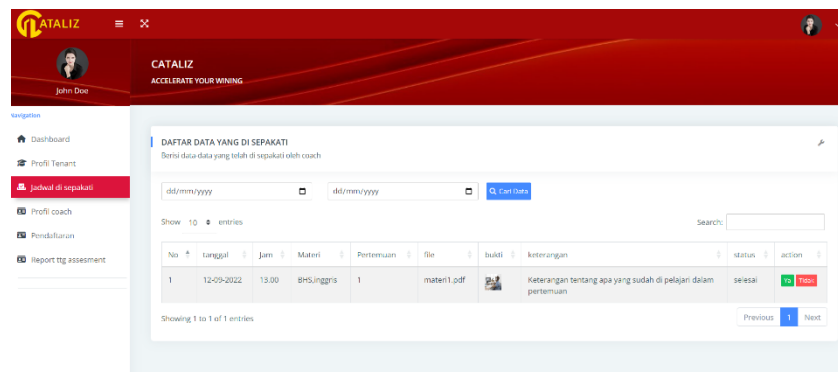 CATALIZ
John Doe
CATALIZ
ACCELERATE YOUR WINING
Navigation
Dashboard
Profil Tenant
Jadwal di sepakati
Profil coach
Pendaftaran
Report ttg assesment
DAFTAR DATA YANG DI SEPAKATI
Berisi data-data yang telah di sepakati oleh coach
dd/mm/yyyy dd/mm/yyyy Cari Data
Show 10 entries Search:
No tanggal Jam Materi Pertemuan file bukti keterangan status action
1 12-09-2022 13.00 BHS,inggris 1 materi1.pdf Keterangan tentang apa yang sudah di pelajari dalam pertemuan selesai Ya Tidak
Showing 1 to 1 of 1 entries
Previous 1 Next